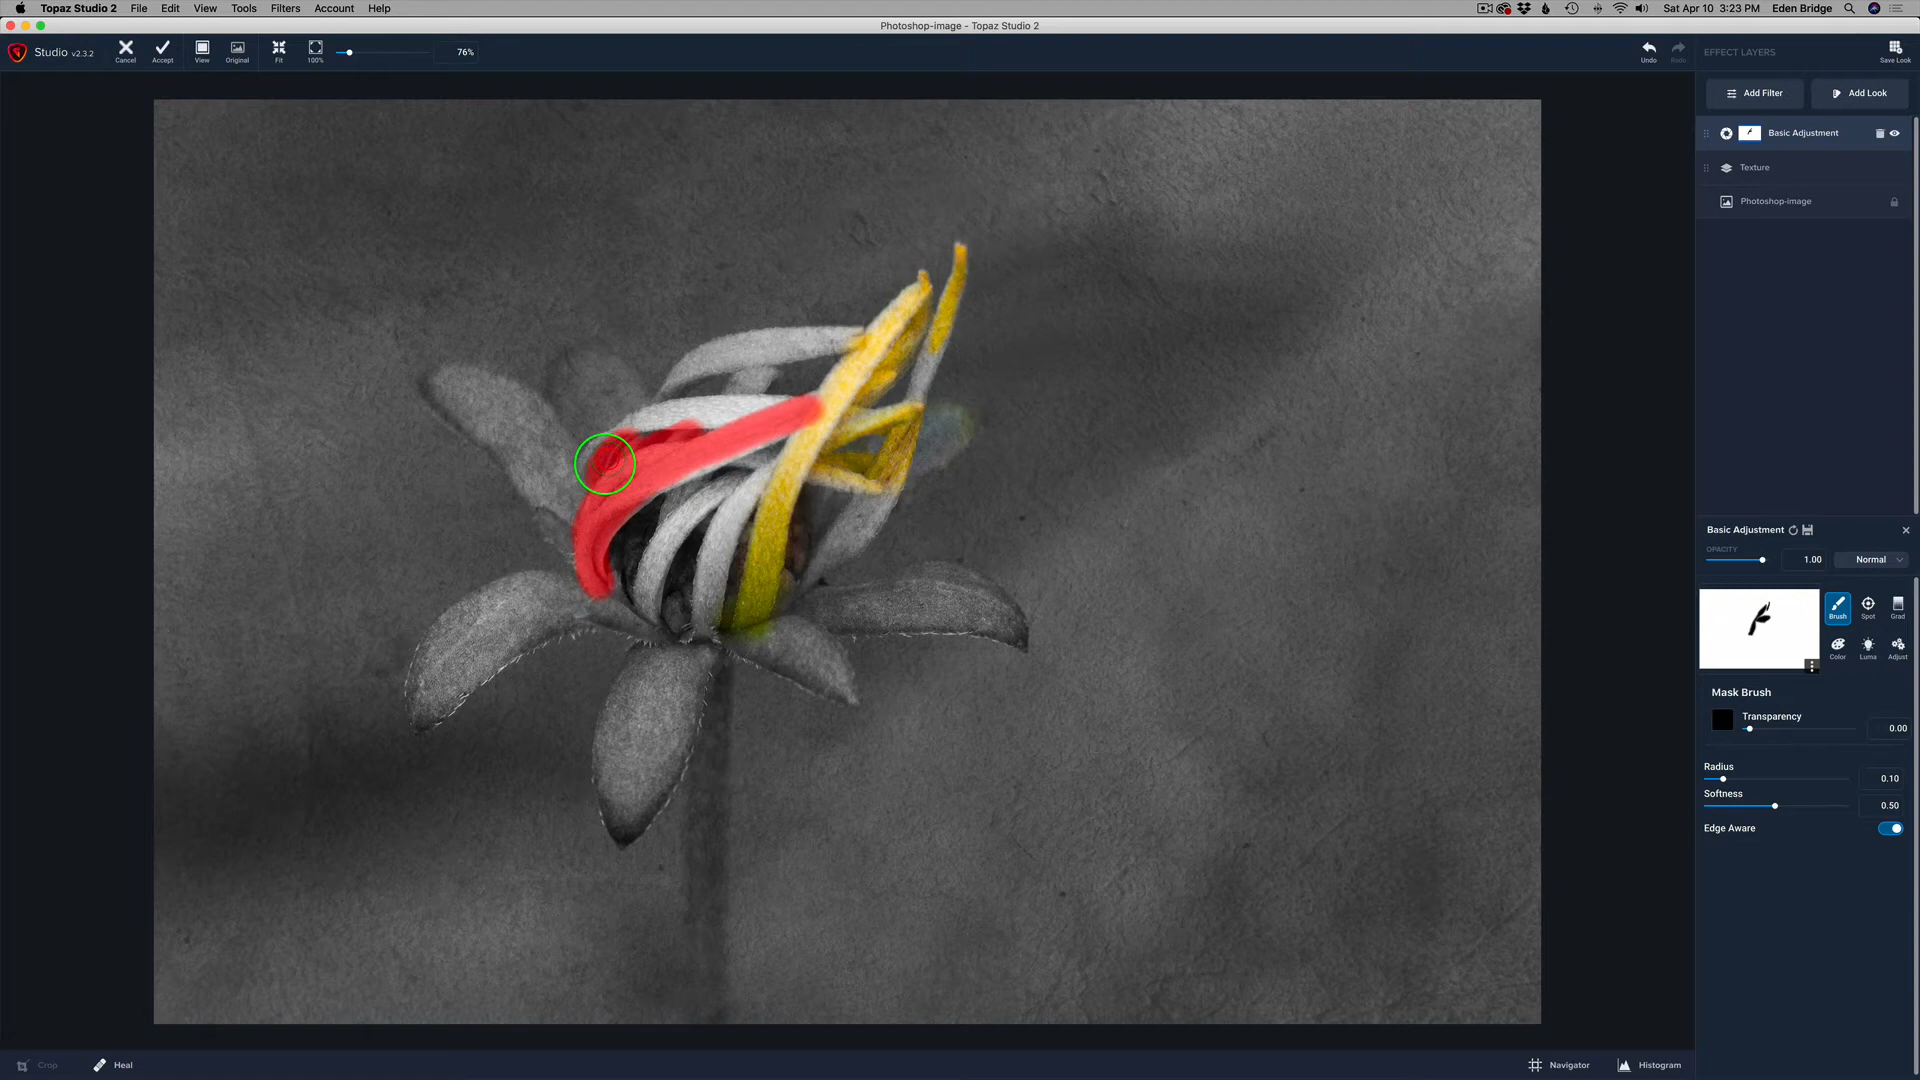 Topaz Studio 2 File Edit View Tools Filters Account Help Sat Apr 10 3:23 PM Eden Bridge
Photoshop-image - Topaz Studio 2
Studio v2.3.2 Cancel Accept View Original Fit 100% 76% Undo Redo EFFECT LAYERS Save Look
Add Filter Add Look
Basic Adjustment
Texture
Photoshop-image
Basic Adjustment
OPACITY 1.00 Normal
Brush Spot Grad
Color Luma Adjust
Mask Brush
Transparency
0.00
Radius
0.10
Softness
0.50
Edge Aware
Crop Heal Navigator Histogram